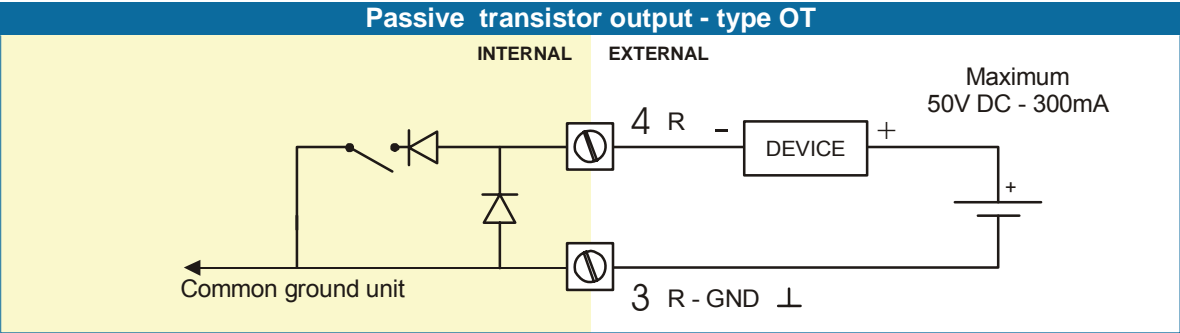 Passive transistor output - type OT
INTERNAL EXTERNAL
Maximum
50V DC - 300mA
4 R - DEVICE +
+
Common ground unit
3 R - GND ⊥